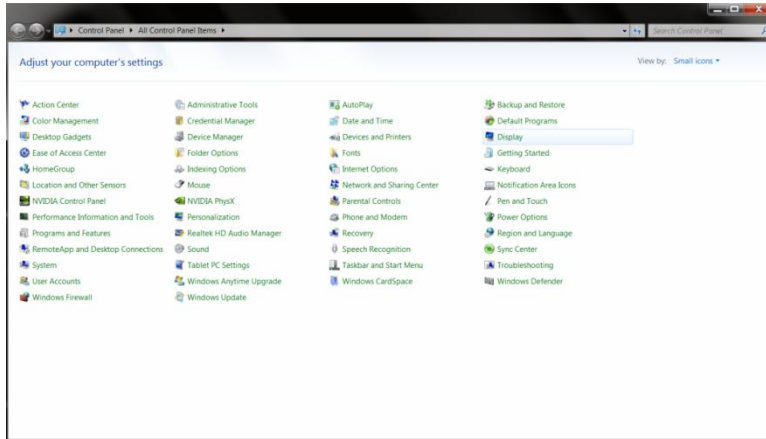 Control Panel ▸ All Control Panel Items ▸ Search Control Panel
Adjust your computer's settings View by: Small icons
Action Center Administrative Tools AutoPlay Backup and Restore
Color Management Credential Manager Date and Time Default Programs
Desktop Gadgets Device Manager Devices and Printers Display
Ease of Access Center Folder Options Fonts Getting Started
HomeGroup Indexing Options Internet Options Keyboard
Location and Other Sensors Mouse Network and Sharing Center Notification Area Icons
NVIDIA Control Panel NVIDIA PhysX Parental Controls Pen and Touch
Performance Information and Tools Personalization Phone and Modem Power Options
Programs and Features Realtek HD Audio Manager Recovery Region and Language
RemoteApp and Desktop Connections Sound Speech Recognition Sync Center
System Tablet PC Settings Taskbar and Start Menu Troubleshooting
User Accounts Windows Anytime Upgrade Windows CardSpace Windows Defender
Windows Firewall Windows Update